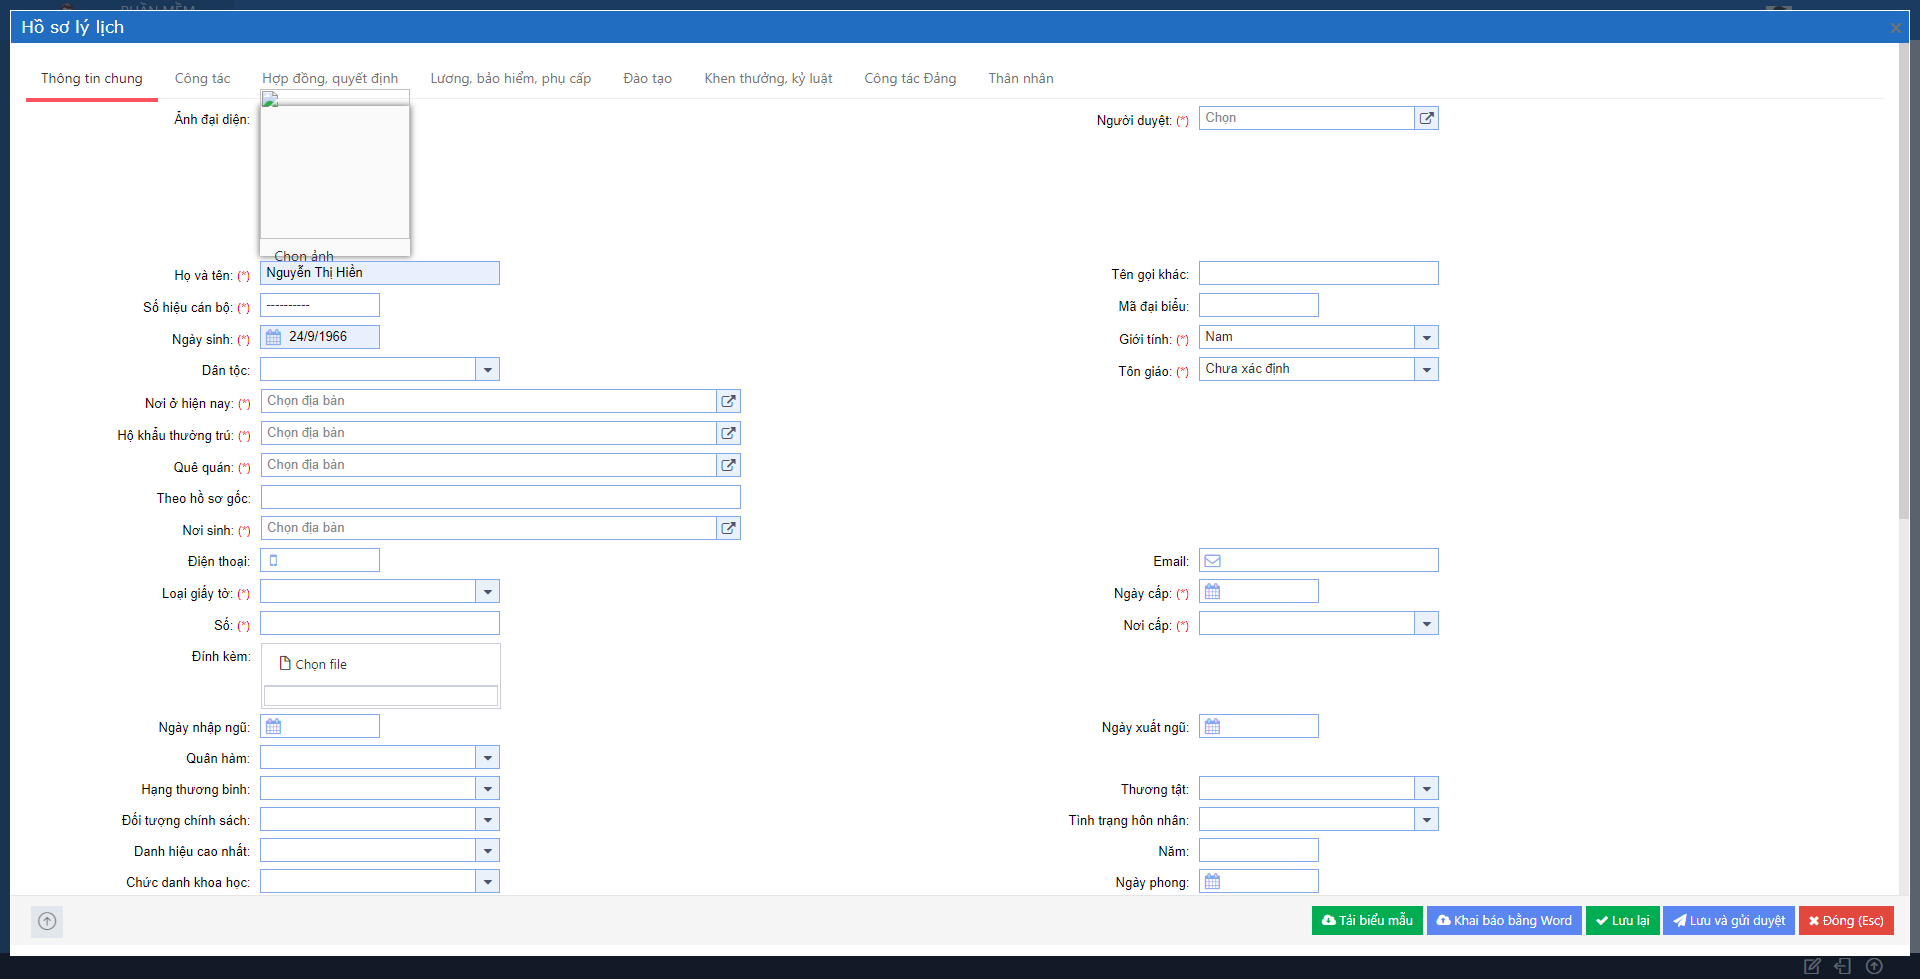 PHẦN MỀM
Hồ sơ lý lịch
Thông tin chung Công tác Hợp đồng, quyết định Lương, bảo hiểm, phụ cấp Đào tạo Khen thưởng, kỷ luật Công tác Đảng Thân nhân
Ảnh đại diện: Người duyệt: (*) Chọn
Chọn ảnh
Họ và tên: (*) Nguyễn Thị Hiền Tên gọi khác:
Số hiệu cán bộ: (*) ---------- Mã đại biểu:
Ngày sinh: (*) 24/9/1966 Giới tính: (*) Nam
Dân tộc: Tôn giáo: (*) Chưa xác định
Nơi ở hiện nay: (*) Chọn địa bàn
Hộ khẩu thường trú: (*) Chọn địa bàn
Quê quán: (*) Chọn địa bàn
Theo hồ sơ gốc:
Nơi sinh: (*) Chọn địa bàn
Điện thoại: Email:
Loại giấy tờ: (*) Ngày cấp: (*)
Số: (*) Nơi cấp: (*)
Đính kèm: Chọn file
Ngày nhập ngũ: Ngày xuất ngũ:
Quân hàm:
Hạng thương binh: Thương tật:
Đối tượng chính sách: Tình trạng hôn nhân:
Danh hiệu cao nhất: Năm:
Chức danh khoa học: Ngày phong:
Tải biểu mẫu Khai báo bằng Word Lưu lại Lưu và gửi duyệt Đóng (Esc)